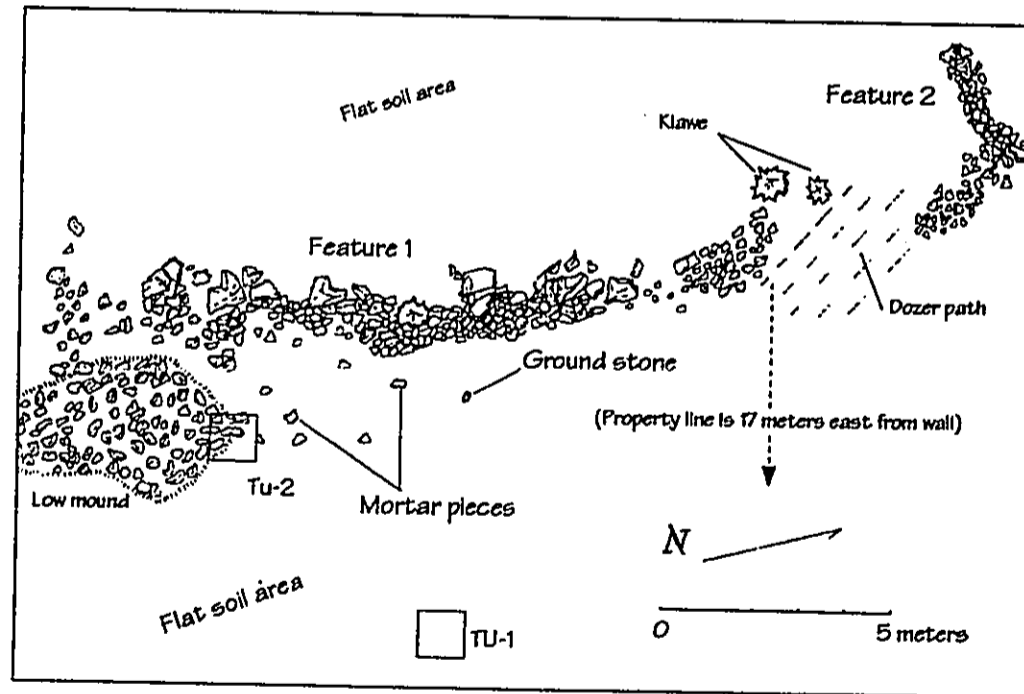 Flat soil area
Feature 2
Kiawe
Feature 1
Dozer path
Ground stone
(Property line is 17 meters east from wall)
Tu-2
Low mound
Mortar pieces
N
Flat soil area
TU-1
0
5 meters